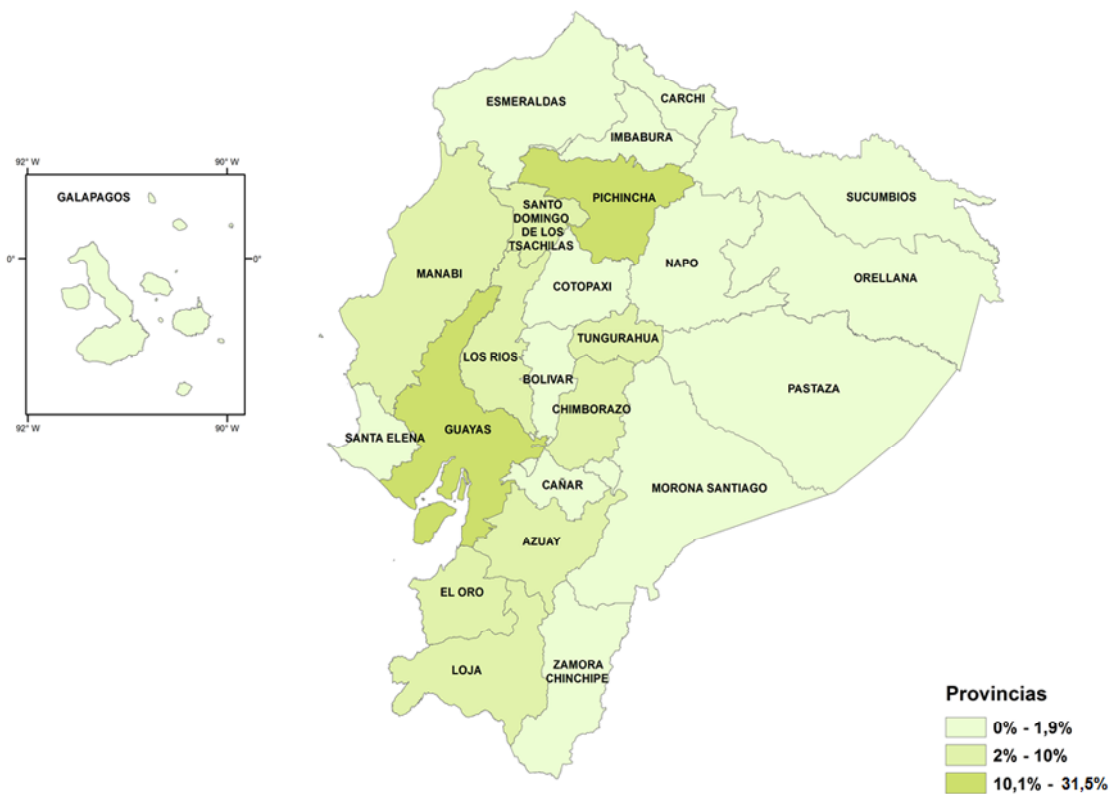 ESMERALDAS
CARCHI
IMBABURA
92° W
90° W
GALAPAGOS
PICHINCHA
SUCUMBIOS
SANTO
DOMINGO
DE LOS
TSACHILAS
0°
0°
MANABI
NAPO
ORELLANA
COTOPAXI
TUNGURAHUA
LOS RIOS
BOLIVAR
PASTAZA
CHIMBORAZO
92° W
90° W
SANTA ELENA
GUAYAS
CAÑAR
MORONA SANTIAGO
AZUAY
EL ORO
LOJA
ZAMORA
CHINCHIPE
Provincias
0% - 1,9%
2% - 10%
10,1% - 31,5%